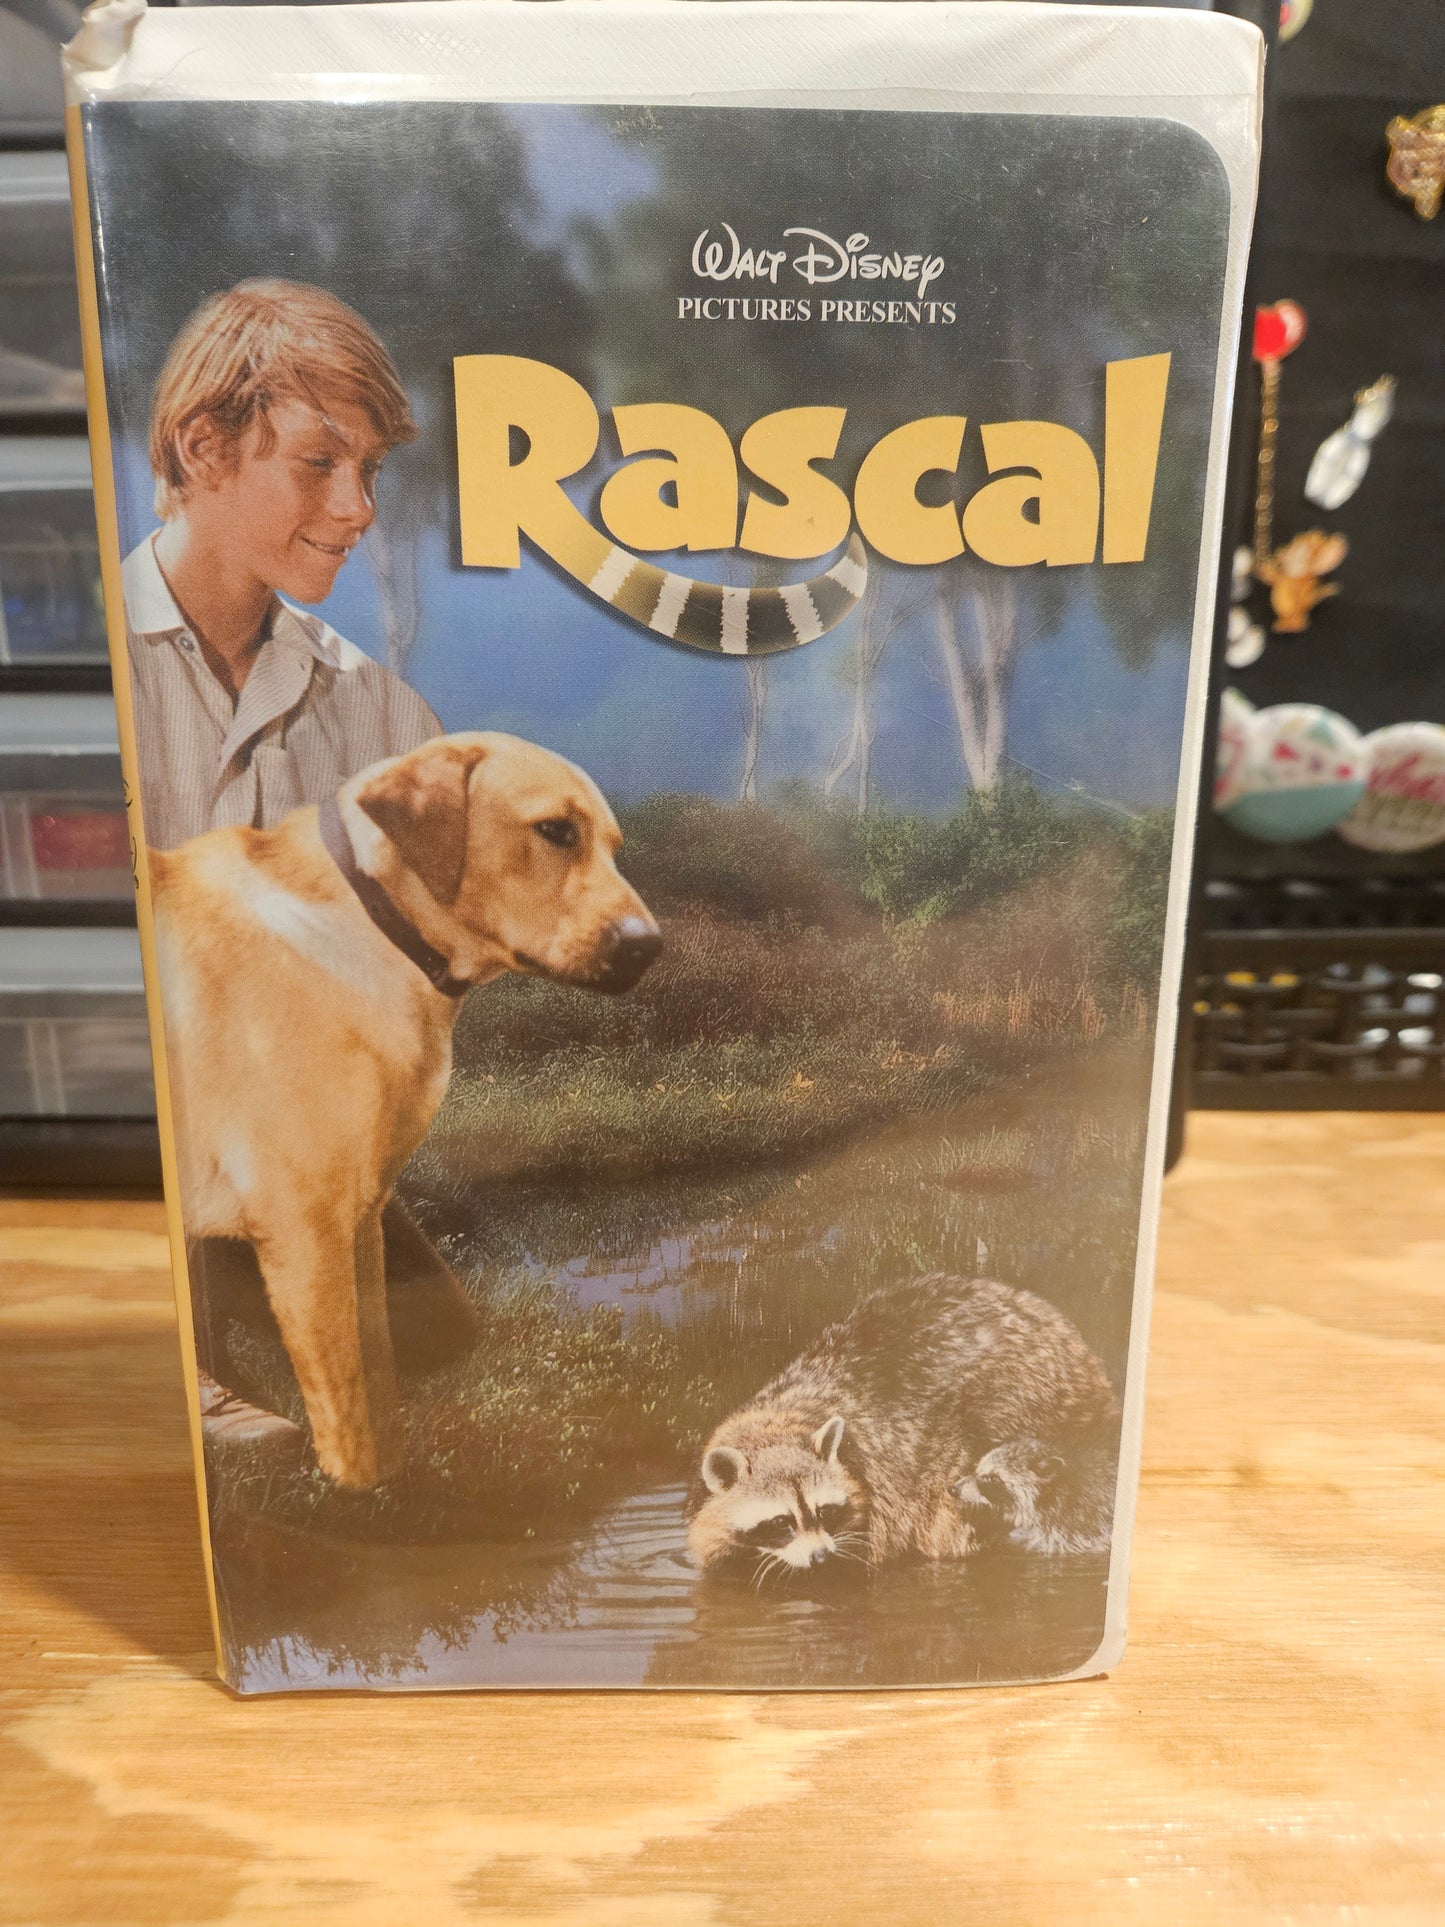 WALT DISNEY
PICTURES PRESENTS
Rascal